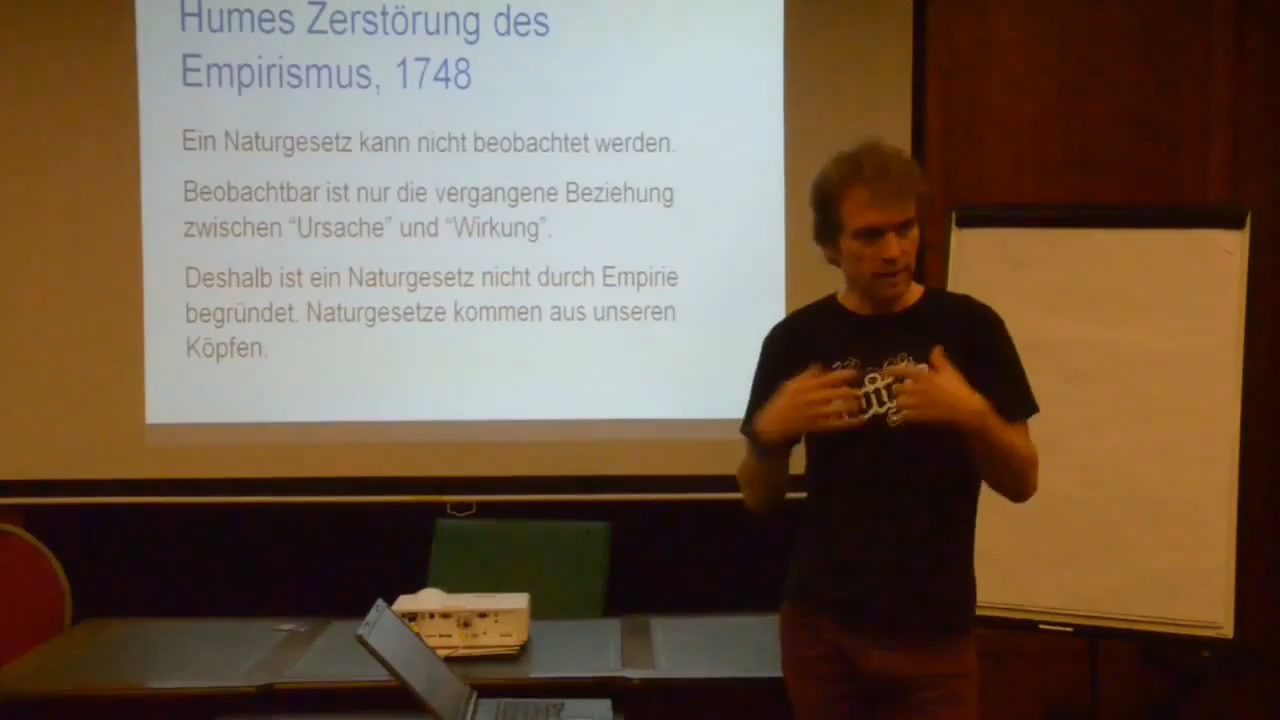 Humes Zerstörung des
Empirismus, 1748
Ein Naturgesetz kann nicht beobachtet werden.
Beobachtbar ist nur die vergangene Beziehung
zwischen “Ursache” und “Wirkung”.
Deshalb ist ein Naturgesetz nicht durch Empirie
begründet. Naturgesetze kommen aus unseren
Köpfen.